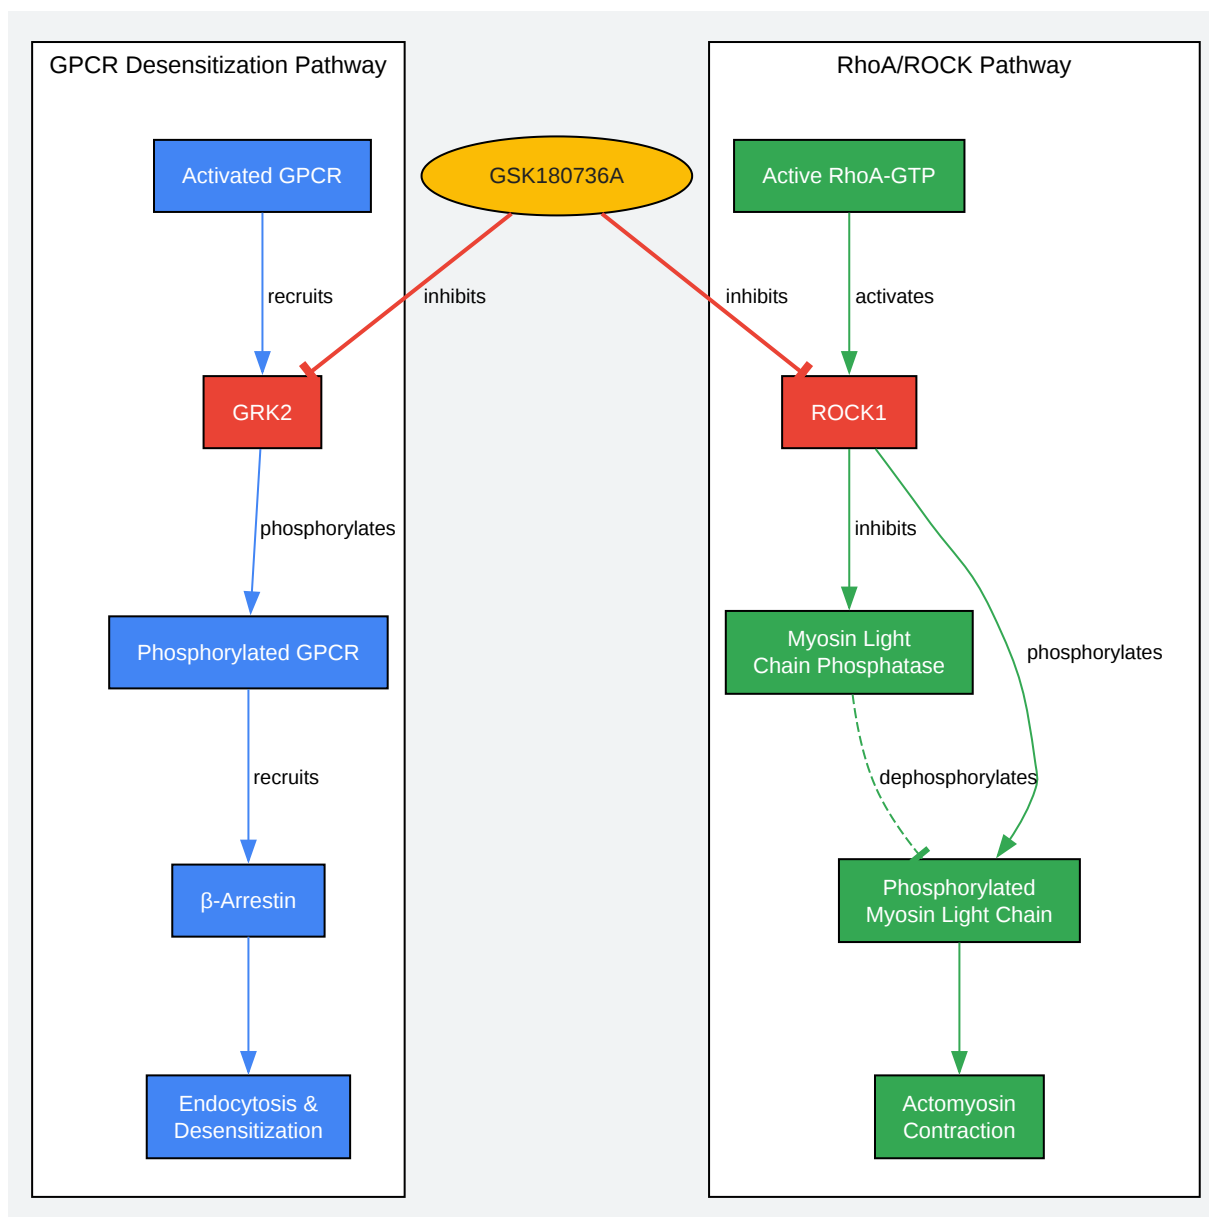 GPCR Desensitization Pathway
Activated GPCR
recruits
GRK2
phosphorylates
Phosphorylated GPCR
recruits
β-Arrestin
Endocytosis &
Desensitization
GSK180736A
inhibits
inhibits
RhoA/ROCK Pathway
Active RhoA-GTP
activates
ROCK1
inhibits
phosphorylates
Myosin Light
Chain Phosphatase
dephosphorylates
Phosphorylated
Myosin Light Chain
Actomyosin
Contraction